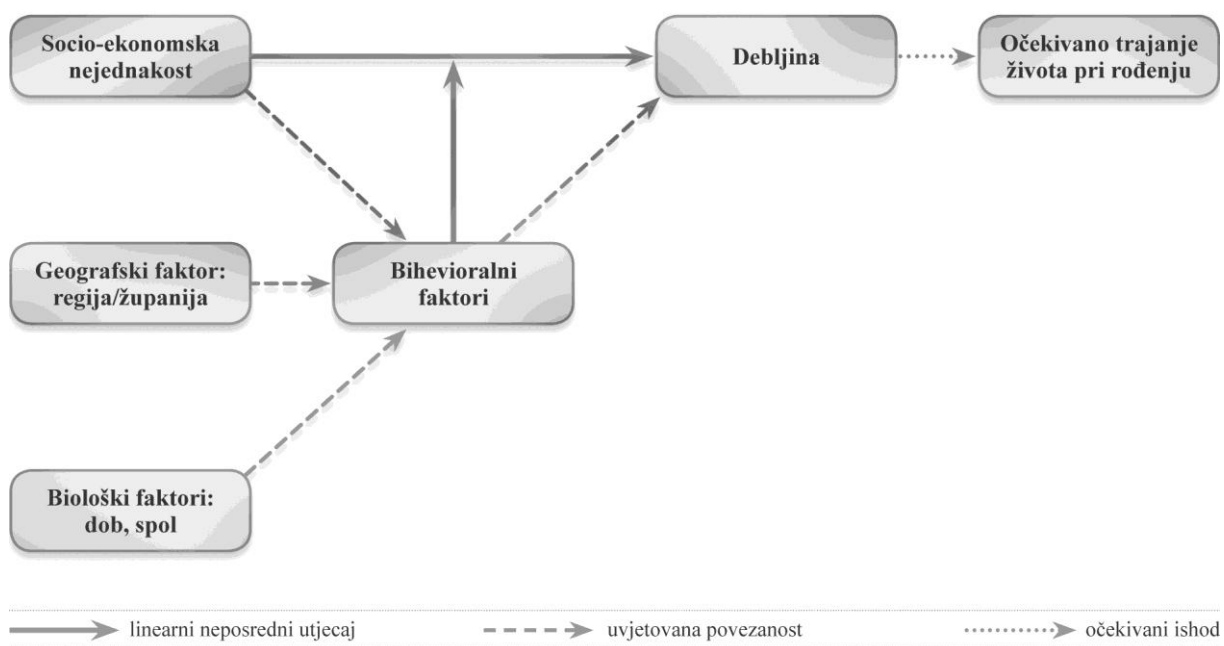 Socio-ekonomska
nejednakost
Debljina
Očekivano trajanje
života pri rođenju
Geografski faktor:
regija/županija
Bihevioralni
faktori
Biološki faktori:
dob, spol
linearni neposredni utjecaj
uvjetovana povezanost
očekivani ishod